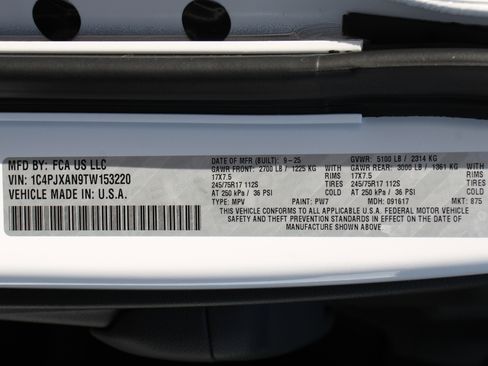 MFD BY: FCA US LLC
VIN: 1C4PJXAN9TW153220
VEHICLE MADE IN: U.S.A.
DATE OF MFR (BUILT): 9-25 GVWR: 5100 LB / 2314 KG
GAWR FRONT: 2700 LB / 1225 KG WITH GAWR REAR: 3000 LB / 1361 KG WITH
17X7.5 RIMS 17X7.5 RIMS
245/75R17 112S TIRES 245/75R17 112S TIRES
AT 250 kPa / 36 PSI COLD AT 250 kPa / 36 PSI COLD
TYPE: MPV PAINT: PW7 MDH: 091617 MKT: 875
THIS VEHICLE CONFORMS TO ALL APPLICABLE U.S.A. FEDERAL MOTOR VEHICLE
SAFETY AND THEFT PREVENTION STANDARDS IN EFFECT ON THE DATE OF
MANUFACTURE SHOWN ABOVE